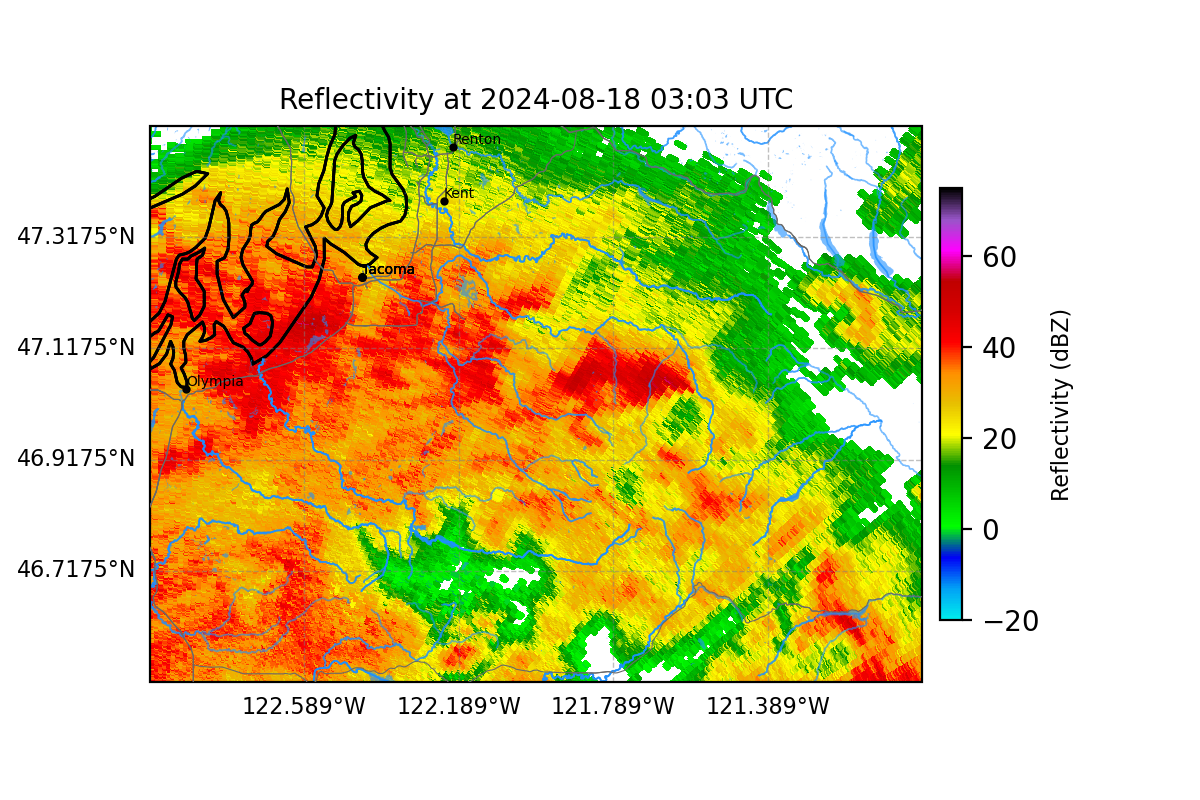 Reflectivity at 2024-08-18 03:03 UTC
Renton
Kent
Tacoma
Olympia
47.3175°N
47.1175°N
46.9175°N
46.7175°N
122.589°W
122.189°W
121.789°W
121.389°W
60
40
20
0
−20
Reflectivity (dBZ)